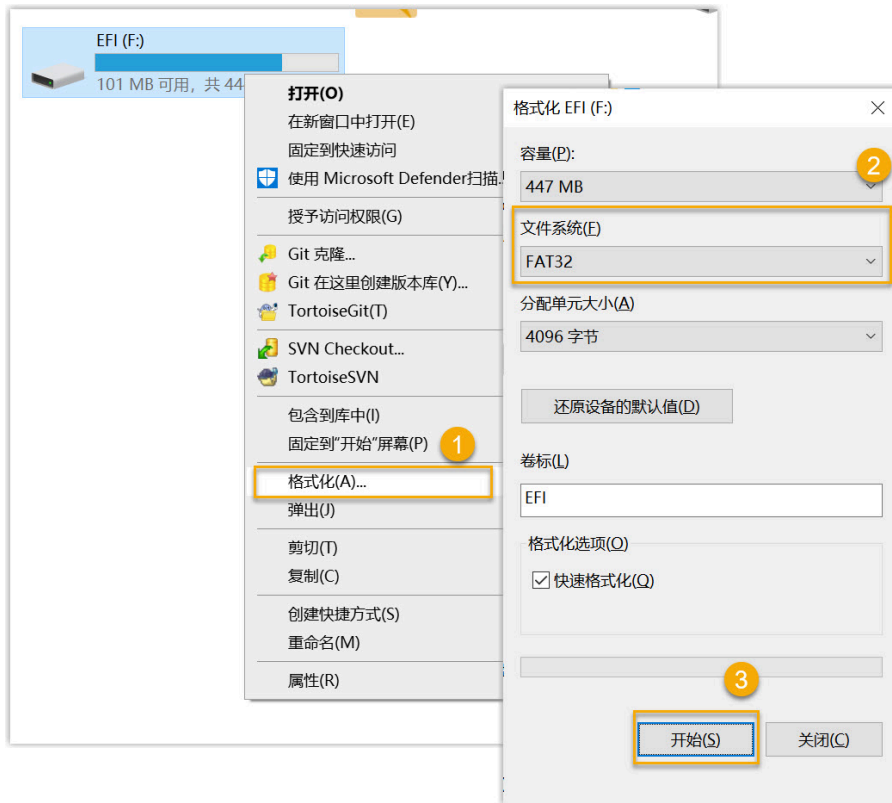 EFI (F:)
101 MB 可用，共 44
打开(O)
在新窗口中打开(E)
固定到快速访问
使用 Microsoft Defender扫描..
授予访问权限(G)
Git 克隆...
Git 在这里创建版本库(Y)...
TortoiseGit(T)
SVN Checkout...
TortoiseSVN
包含到库中(I)
固定到"开始"屏幕(P)
1
格式化(A)...
弹出(J)
剪切(T)
复制(C)
创建快捷方式(S)
重命名(M)
属性(R)
格式化 EFI (F:)
容量(P):
2
447 MB
文件系统(F)
FAT32
分配单元大小(A)
4096 字节
还原设备的默认值(D)
卷标(L)
EFI
格式化选项(O)
快速格式化(Q)
3
开始(S)
关闭(C)